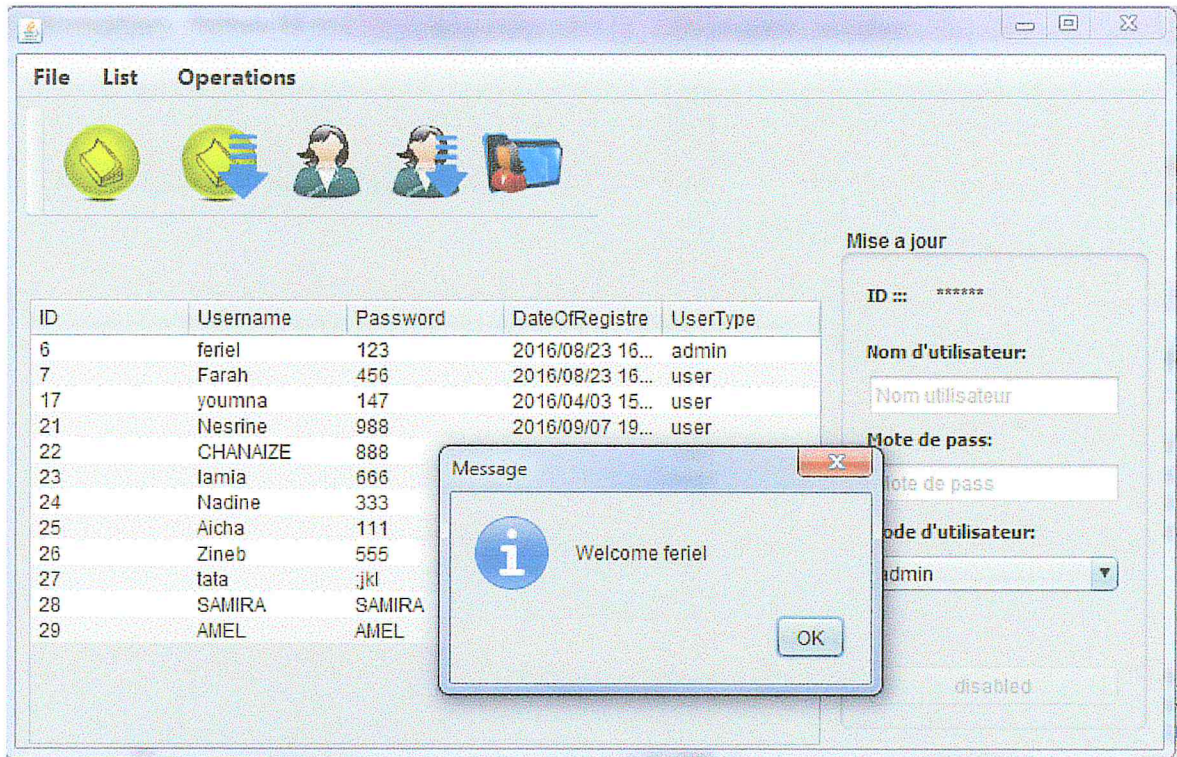 File List Operations
Mise a jour
ID ::: ******
Nom d'utilisateur:
Nom utilisateur
Mote de pass:
ote de pass
ode d'utilisateur:
admin
disabled
ID Username Password DateOfRegistre UserType
6 feriel 123 2016/08/23 16... admin
7 Farah 456 2016/08/23 16... user
17 youmna 147 2016/04/03 15... user
21 Nesrine 988 2016/09/07 19... user
22 CHANAIZE 888
23 lamia 666
24 Nadine 333
25 Aicha 111
26 Zineb 555
27 tata ;jkl
28 SAMIRA SAMIRA
29 AMEL AMEL
Message
Welcome feriel
OK